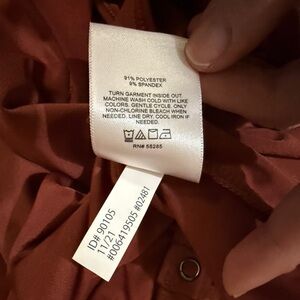 91% POLYESTER
9% SPANDEX
TURN GARMENT INSIDE OUT.
MACHINE WASH COLD WITH LIKE
COLORS. GENTLE CYCLE. ONLY
NON-CHLORINE BLEACH WHEN
NEEDED. LINE DRY. COOL IRON IF
NEEDED.
RN# 58285
ID# 90105
11/21
#006419505 #02481